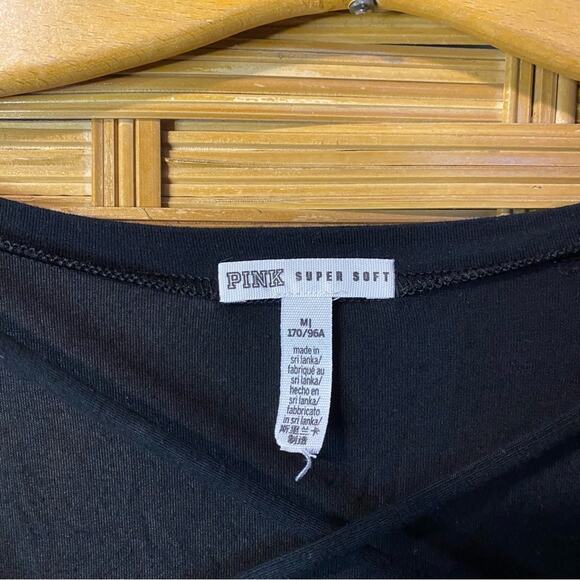 PINK SUPER SOFT
M|
170/96A
made in
sri lanka/
fabriqué au
sri lanka/
hecho en
sri lanka/
fabbricato
in sri lanka/
斯里兰卡
制造